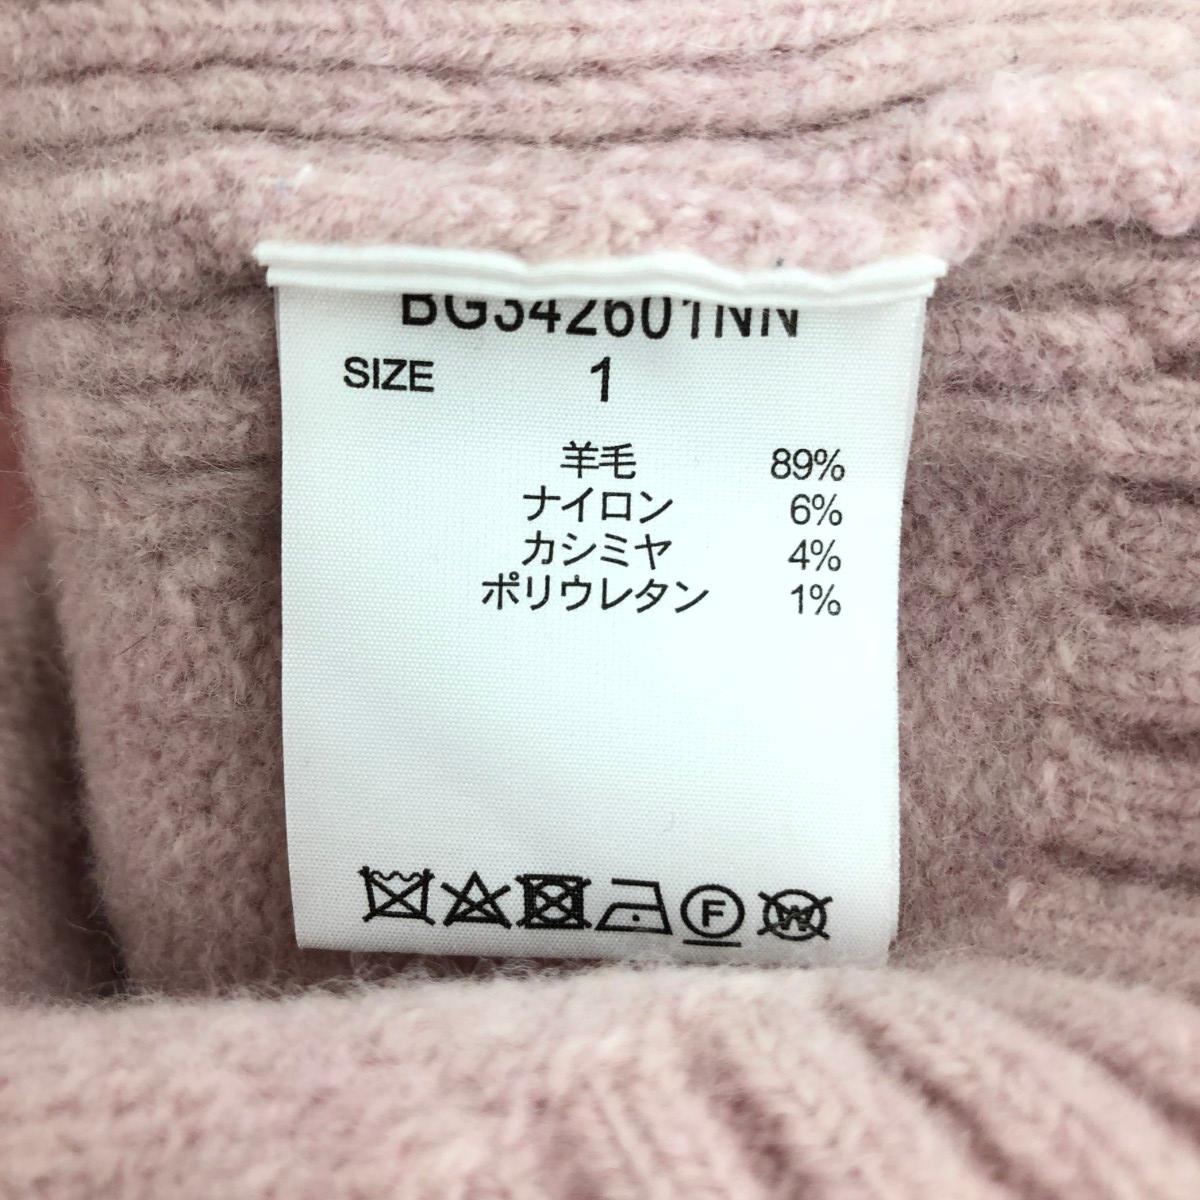 BG342601NN
SIZE 1
羊毛 89%
ナイロン 6%
カシミヤ 4%
ポリウレタン 1%
F W